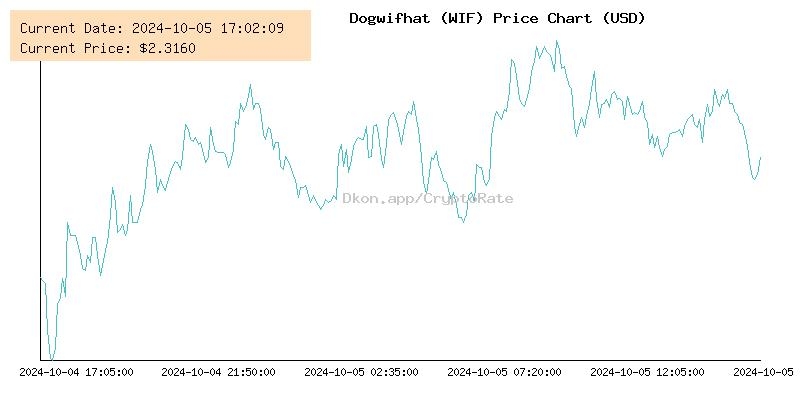 Dogwifhat (WIF) Price Chart (USD)
Current Date: 2024-10-05 17:02:09
Current Price: $2.3160
Dkon.app/CryptoRate
2024-10-04 17:05:00
2024-10-04 21:50:00
2024-10-05 02:35:00
2024-10-05 07:20:00
2024-10-05 12:05:00
2024-10-05